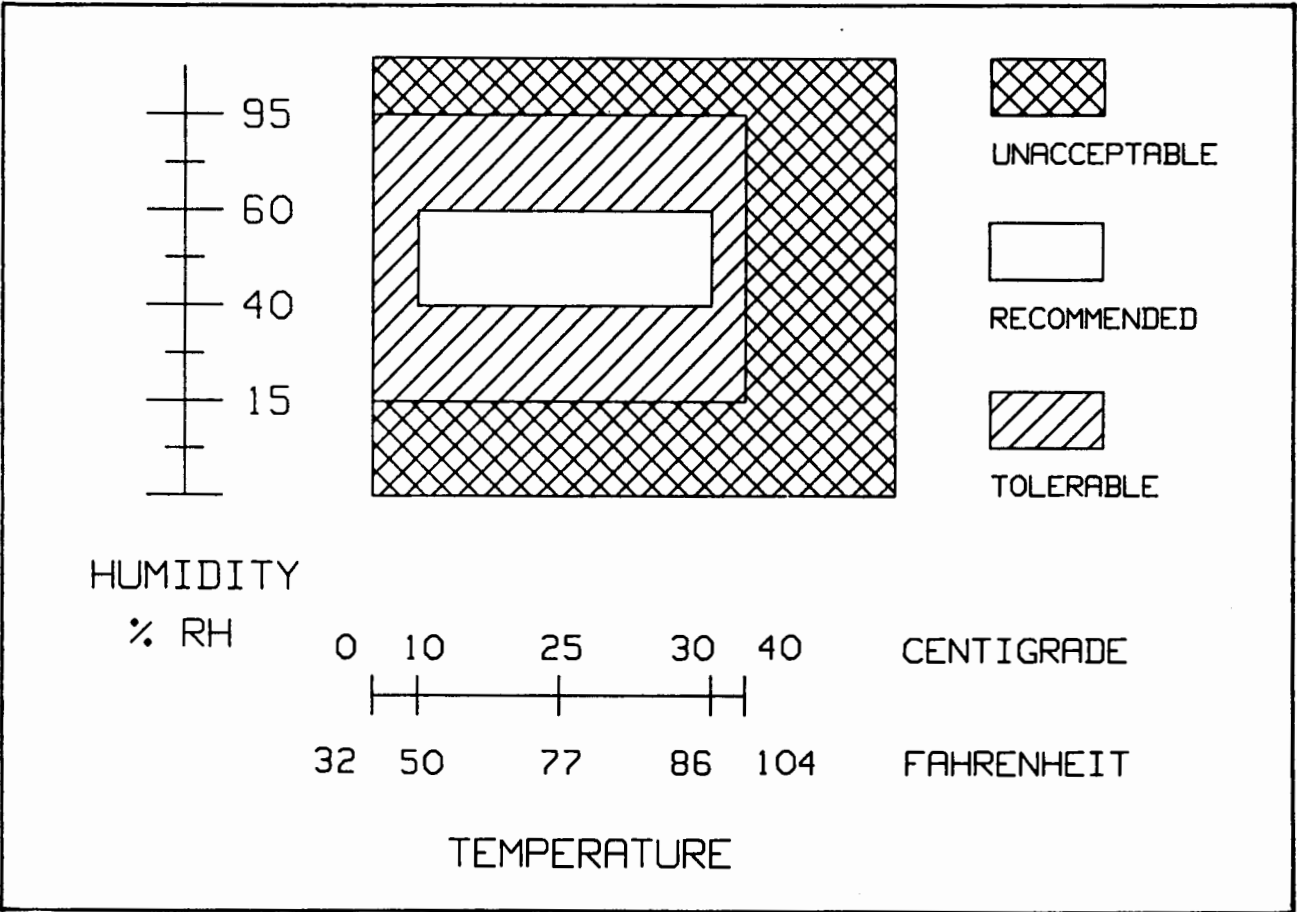 95
60
40
15
UNACCEPTABLE
RECOMMENDED
TOLERABLE
HUMIDITY
% RH
0 10 25 30 40 CENTIGRADE
32 50 77 86 104 FAHRENHEIT
TEMPERATURE